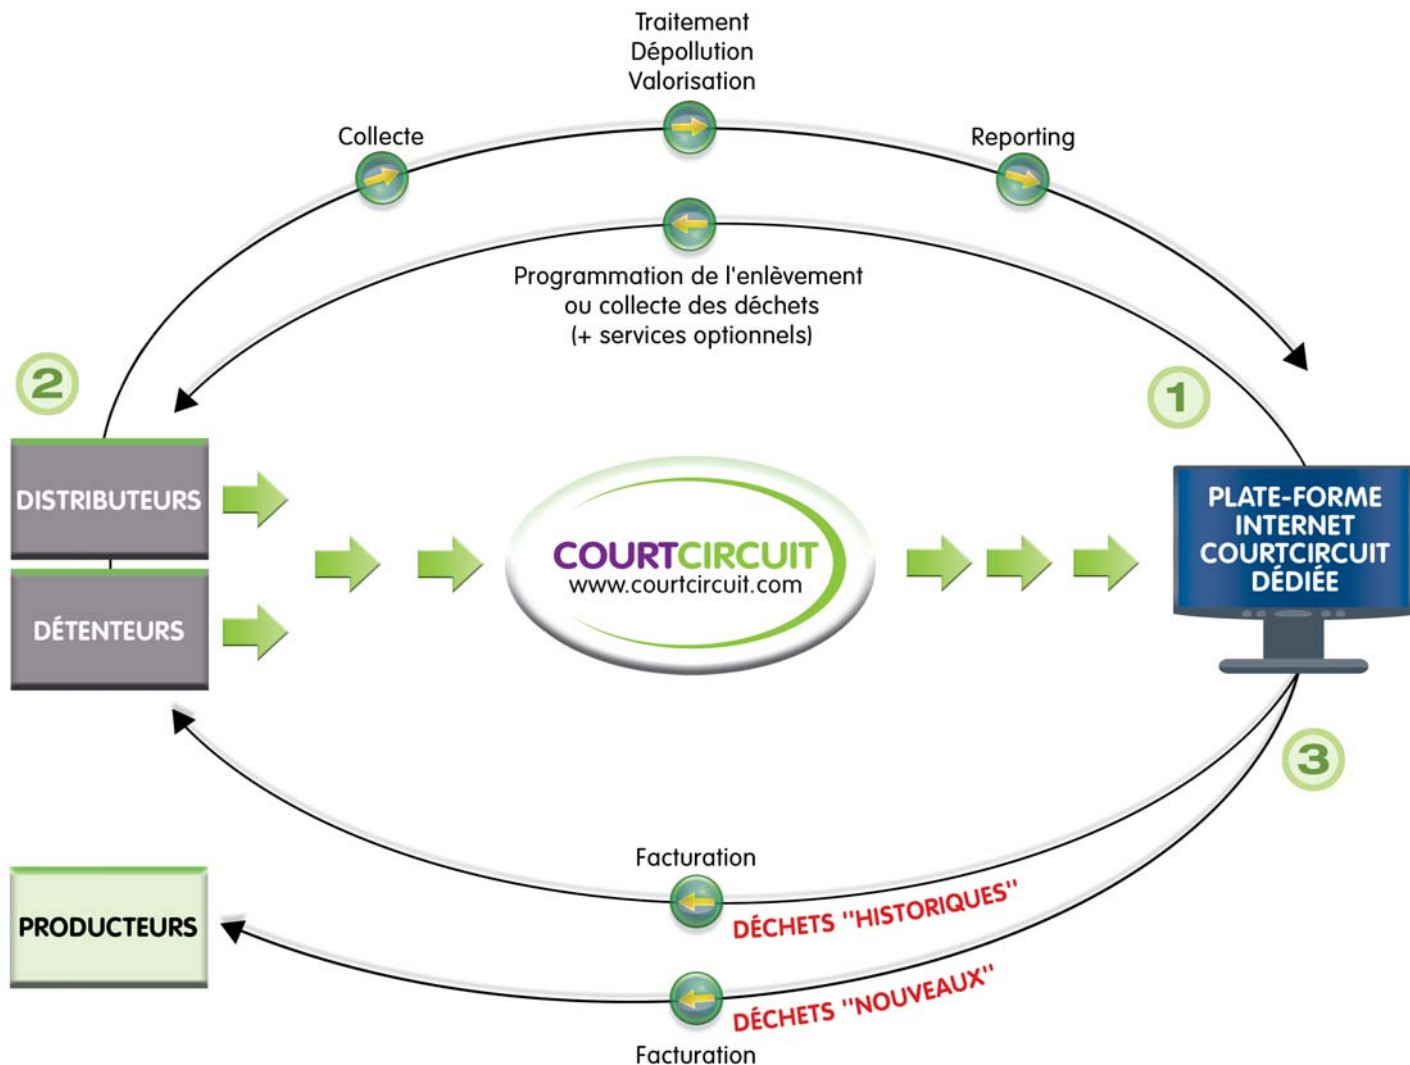 Traitement
Dépollution
Valorisation
Collecte
Reporting
Programmation de l'enlèvement
ou collecte des déchets
(+ services optionnels)
2
1
DISTRIBUTEURS
DÉTENTEURS
COURTCIRCUIT
www.courtcircuit.com
PLATE-FORME
INTERNET
COURTCIRCUIT
DÉDIÉE
3
Facturation
DÉCHETS "HISTORIQUES"
PRODUCTEURS
DÉCHETS "NOUVEAUX"
Facturation